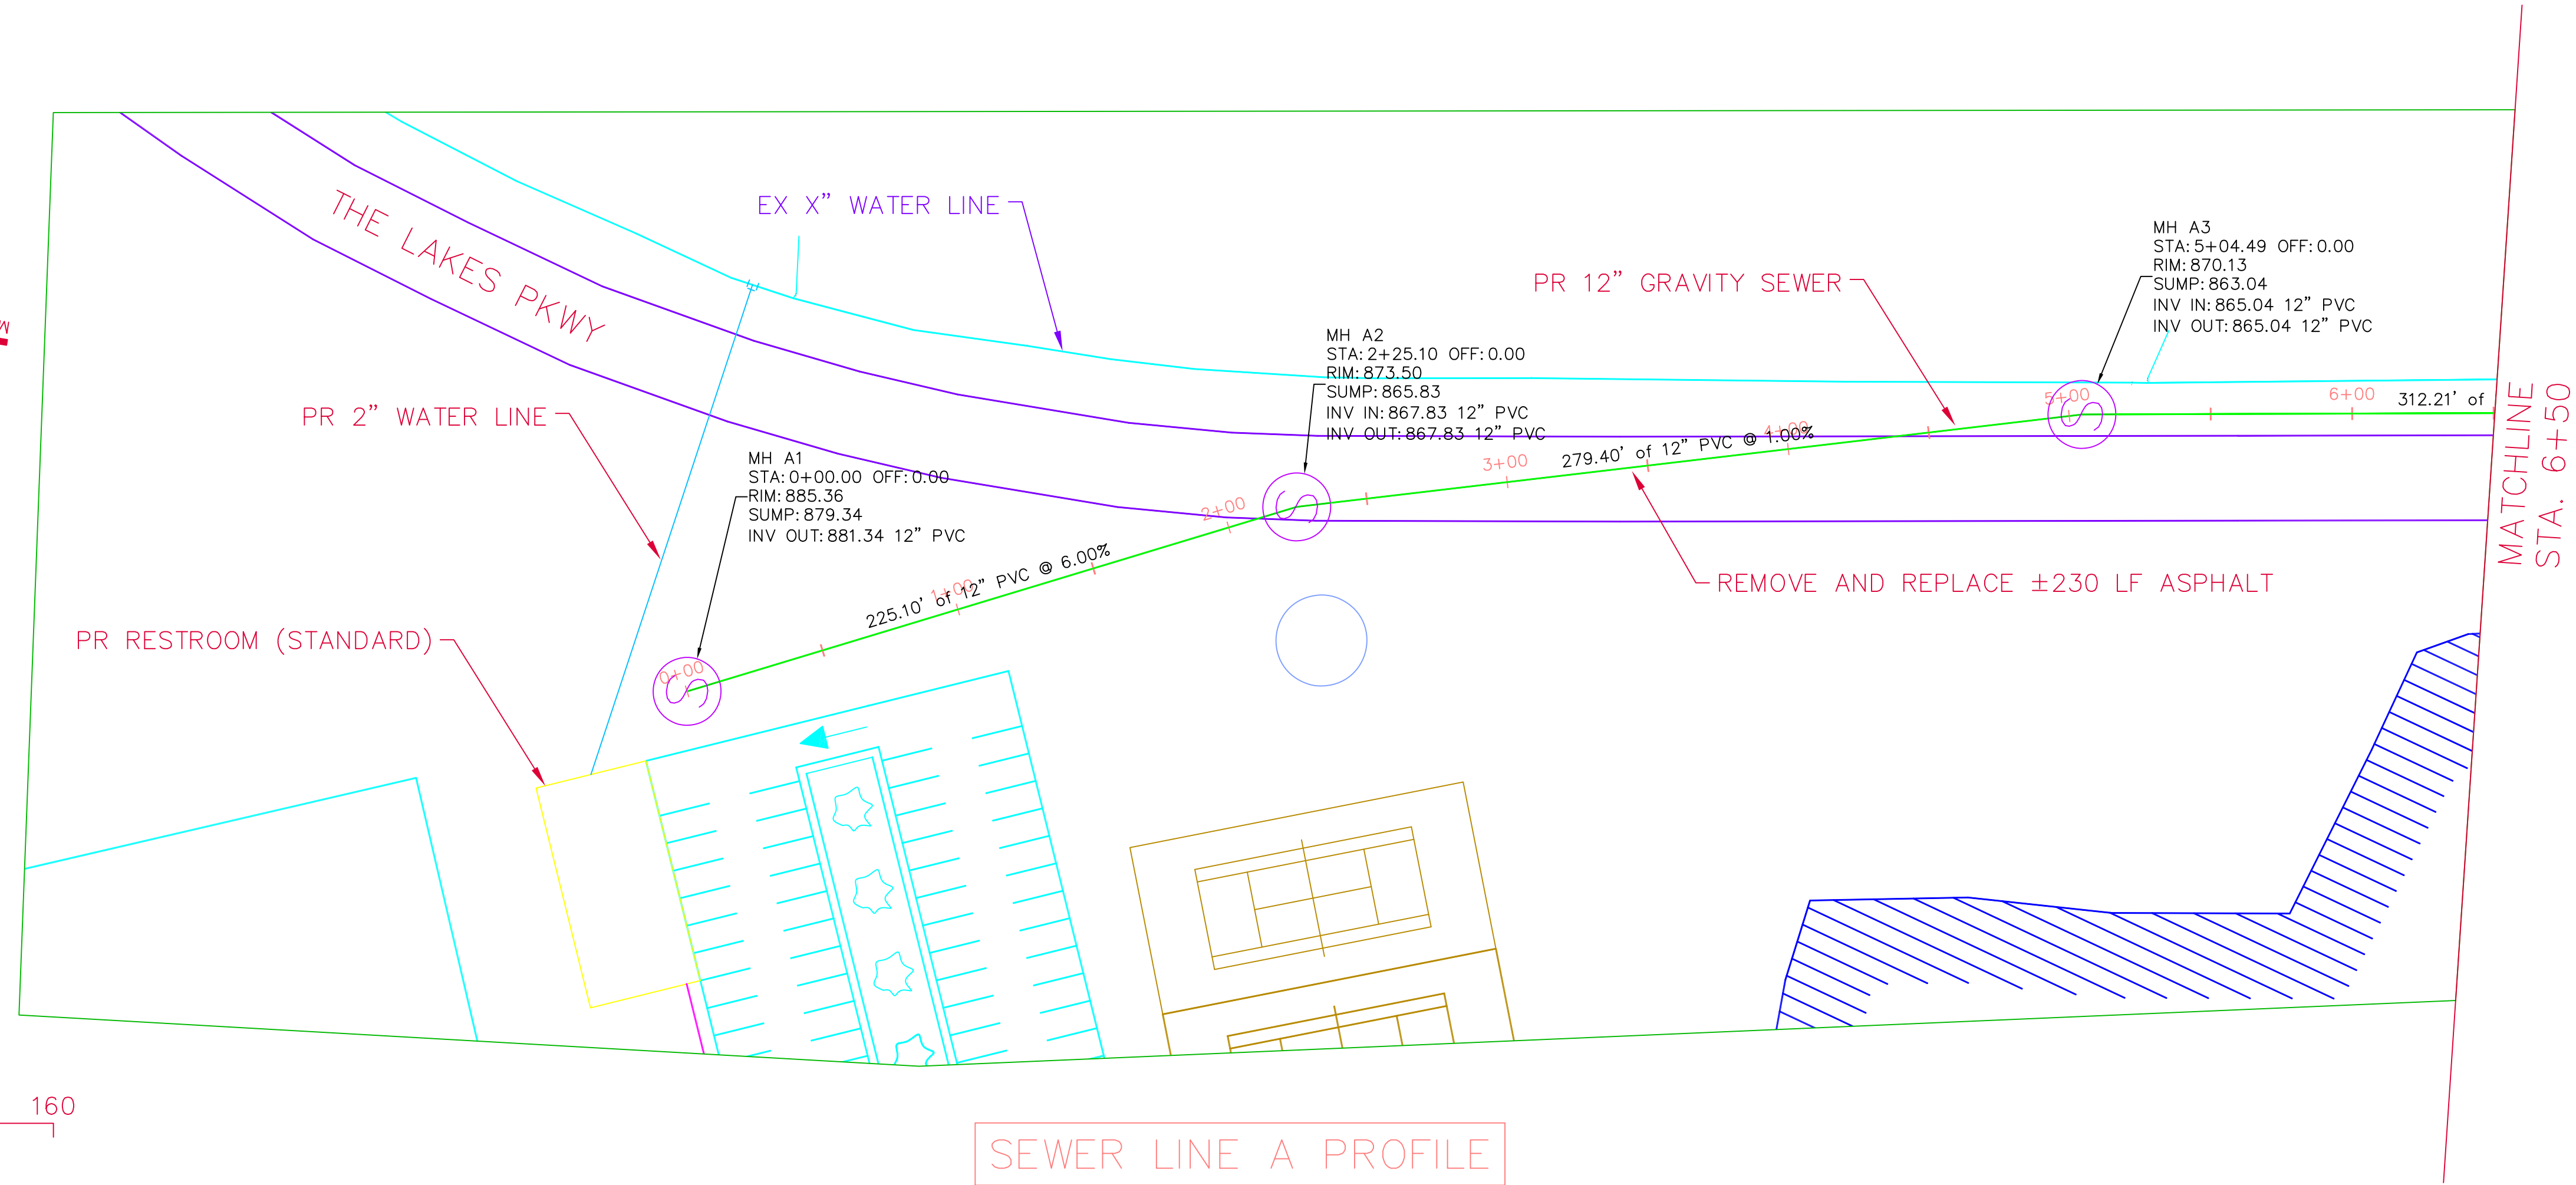 EX X” WATER LINE
THE LAKES PKWY
MH A3
STA: 5+04.49 OFF: 0.00
RIM: 870.13
SUMP: 863.04
INV IN: 865.04 12” PVC
INV OUT: 865.04 12” PVC
PR 12” GRAVITY SEWER
MH A2
STA: 2+25.10 OFF: 0.00
RIM: 873.50
SUMP: 865.83
INV IN: 867.83 12” PVC
INV OUT: 867.83 12” PVC
PR 2” WATER LINE
MH A1
STA: 0+00.00 OFF: 0.00
RIM: 885.36
SUMP: 879.34
INV OUT: 881.34 12” PVC
5+00
6+00
312.21’ of
4+00
279.40’ of 12” PVC @ 1.00%
3+00
2+00
S
S
S
MATCHLINE
STA. 6+50
1+00
225.10’ of 12” PVC @ 6.00%
REMOVE AND REPLACE ±230 LF ASPHALT
PR RESTROOM (STANDARD)
0+00
160
SEWER LINE A PROFILE